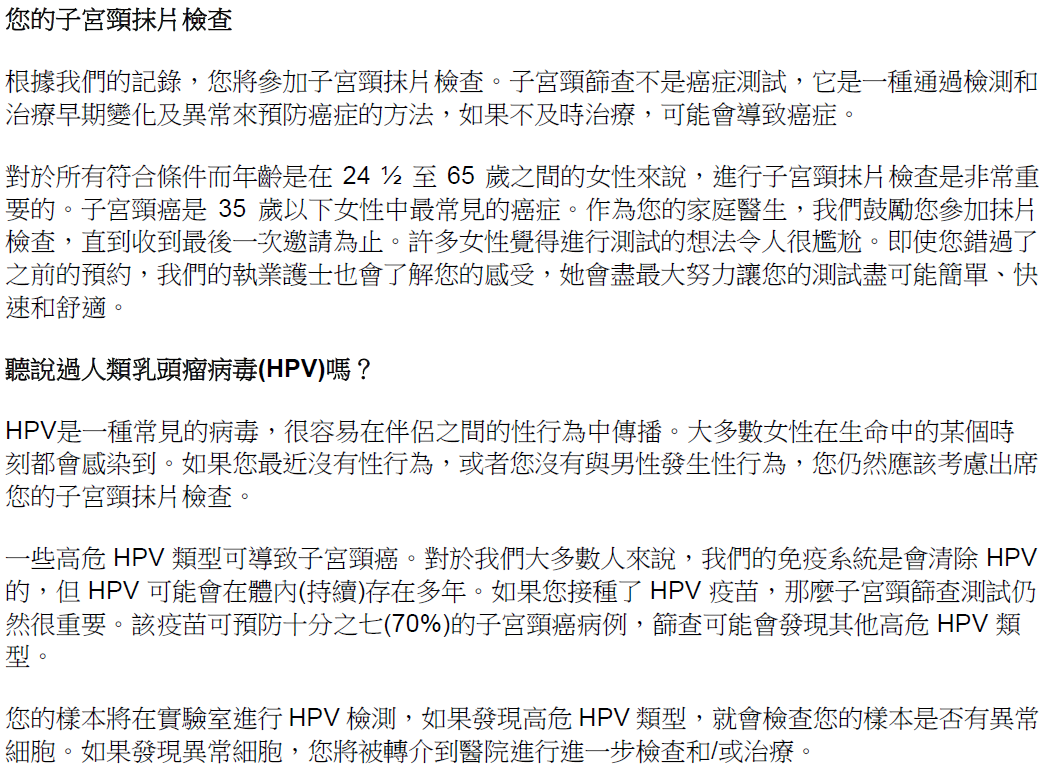 您的子宮頸抹片檢查
根據我們的記錄，您將參加子宮頸抹片檢查。子宮頸篩查不是癌症測試，它是一種通過檢測和
治療早期變化及異常來預防癌症的方法，如果不及時治療，可能會導致癌症。
對於所有符合條件而年齡是在 24 ½ 至 65 歲之間的女性來說，進行子宮頸抹片檢查是非常重
要的。子宮頸癌是 35 歲以下女性中最常見的癌症。作為您的家庭醫生，我們鼓勵您參加抹片
檢查，直到收到最後一次邀請為止。許多女性覺得進行測試的想法令人很尷尬。即使您錯過了
之前的預約，我們的執業護士也會了解您的感受，她會盡最大努力讓您的測試盡可能簡單、快
速和舒適。
聽說過人類乳頭瘤病毒(HPV)嗎？
HPV是一種常見的病毒，很容易在伴侶之間的性行為中傳播。大多數女性在生命中的某個時
刻都會感染到。如果您最近沒有性行為，或者您沒有與男性發生性行為，您仍然應該考慮出席
您的子宮頸抹片檢查。
一些高危 HPV 類型可導致子宮頸癌。對於我們大多數人來說，我們的免疫系統是會清除 HPV
的，但 HPV 可能會在體內(持續)存在多年。如果您接種了 HPV 疫苗，那麼子宮頸篩查測試仍
然很重要。該疫苗可預防十分之七(70%)的子宮頸癌病例，篩查可能會發現其他高危 HPV 類
型。
您的樣本將在實驗室進行 HPV 檢測，如果發現高危 HPV 類型，就會檢查您的樣本是否有異常
細胞。如果發現異常細胞，您將被轉介到醫院進行進一步檢查和/或治療。